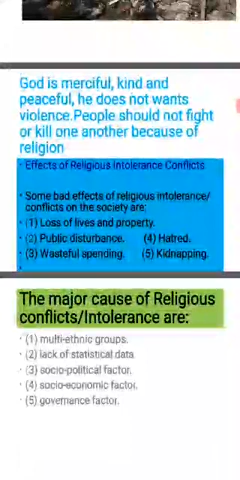 God is merciful, kind and
peaceful, he does not wants
violence.People should not fight
or kill one another because of
religion
· Effects of Religious Intolerance Conflicts
· Some bad effects of religious intolerance/
conflicts on the society are:
· (1) Loss of lives and property.
· (2) Public disturbance. (4) Hatred.
· (3) Wasteful spending. (5) Kidnapping.
·
The major cause of Religious
conflicts/Intolerance are:
· (1) multi-ethnic groups.
· (2) lack of statistical data
· (3) socio-political factor.
· (4) socio-economic factor.
· (5) governance factor.